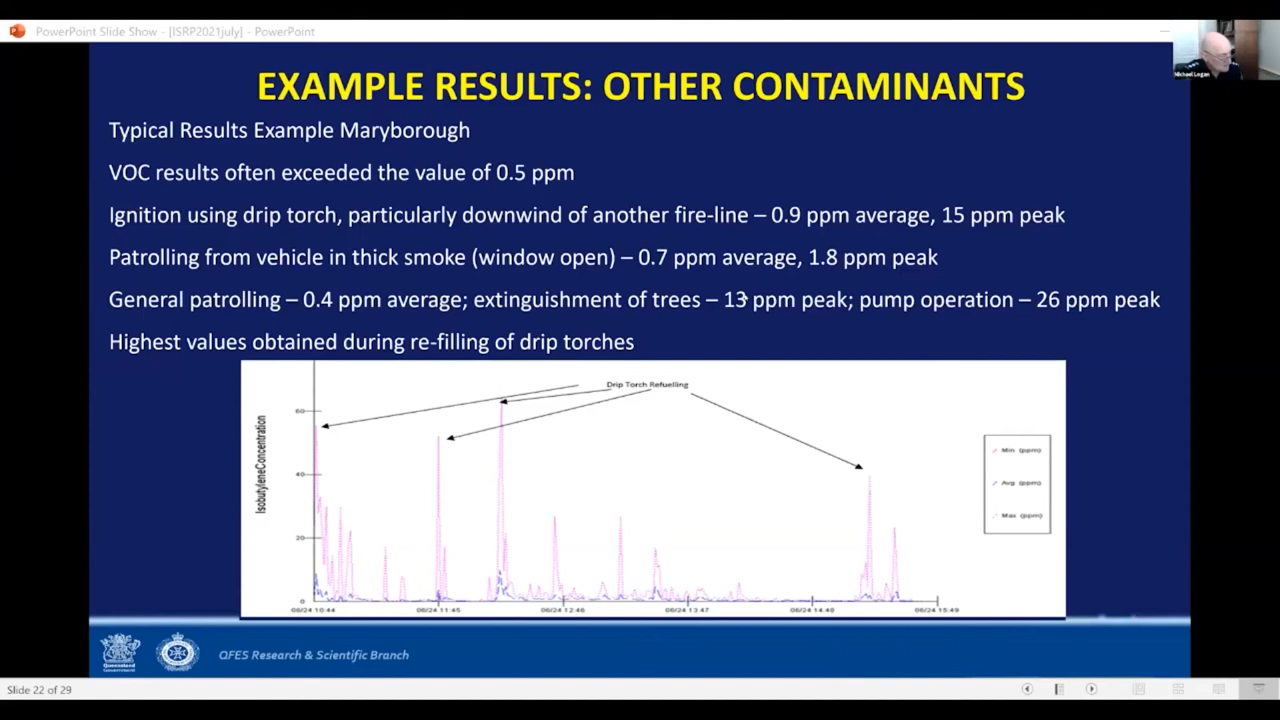 PowerPoint Slide Show - [ISRP2021july] - PowerPoint
Michael Logan
EXAMPLE RESULTS: OTHER CONTAMINANTS
Typical Results Example Maryborough
VOC results often exceeded the value of 0.5 ppm
Ignition using drip torch, particularly downwind of another fire-line – 0.9 ppm average, 15 ppm peak
Patrolling from vehicle in thick smoke (window open) – 0.7 ppm average, 1.8 ppm peak
General patrolling – 0.4 ppm average; extinguishment of trees – 13 ppm peak; pump operation – 26 ppm peak
Highest values obtained during re-filling of drip torches
Drip Torch Refuelling
IsobutyleneConcentration
60
40
20
0
Min (ppm)
Avg (ppm)
Max (ppm)
06/24 10:44 06/24 11:45 06/24 12:46 06/24 13:47 06/24 14:48 06/24 15:49
Queensland
Government
QFES Research & Scientific Branch
Slide 22 of 29